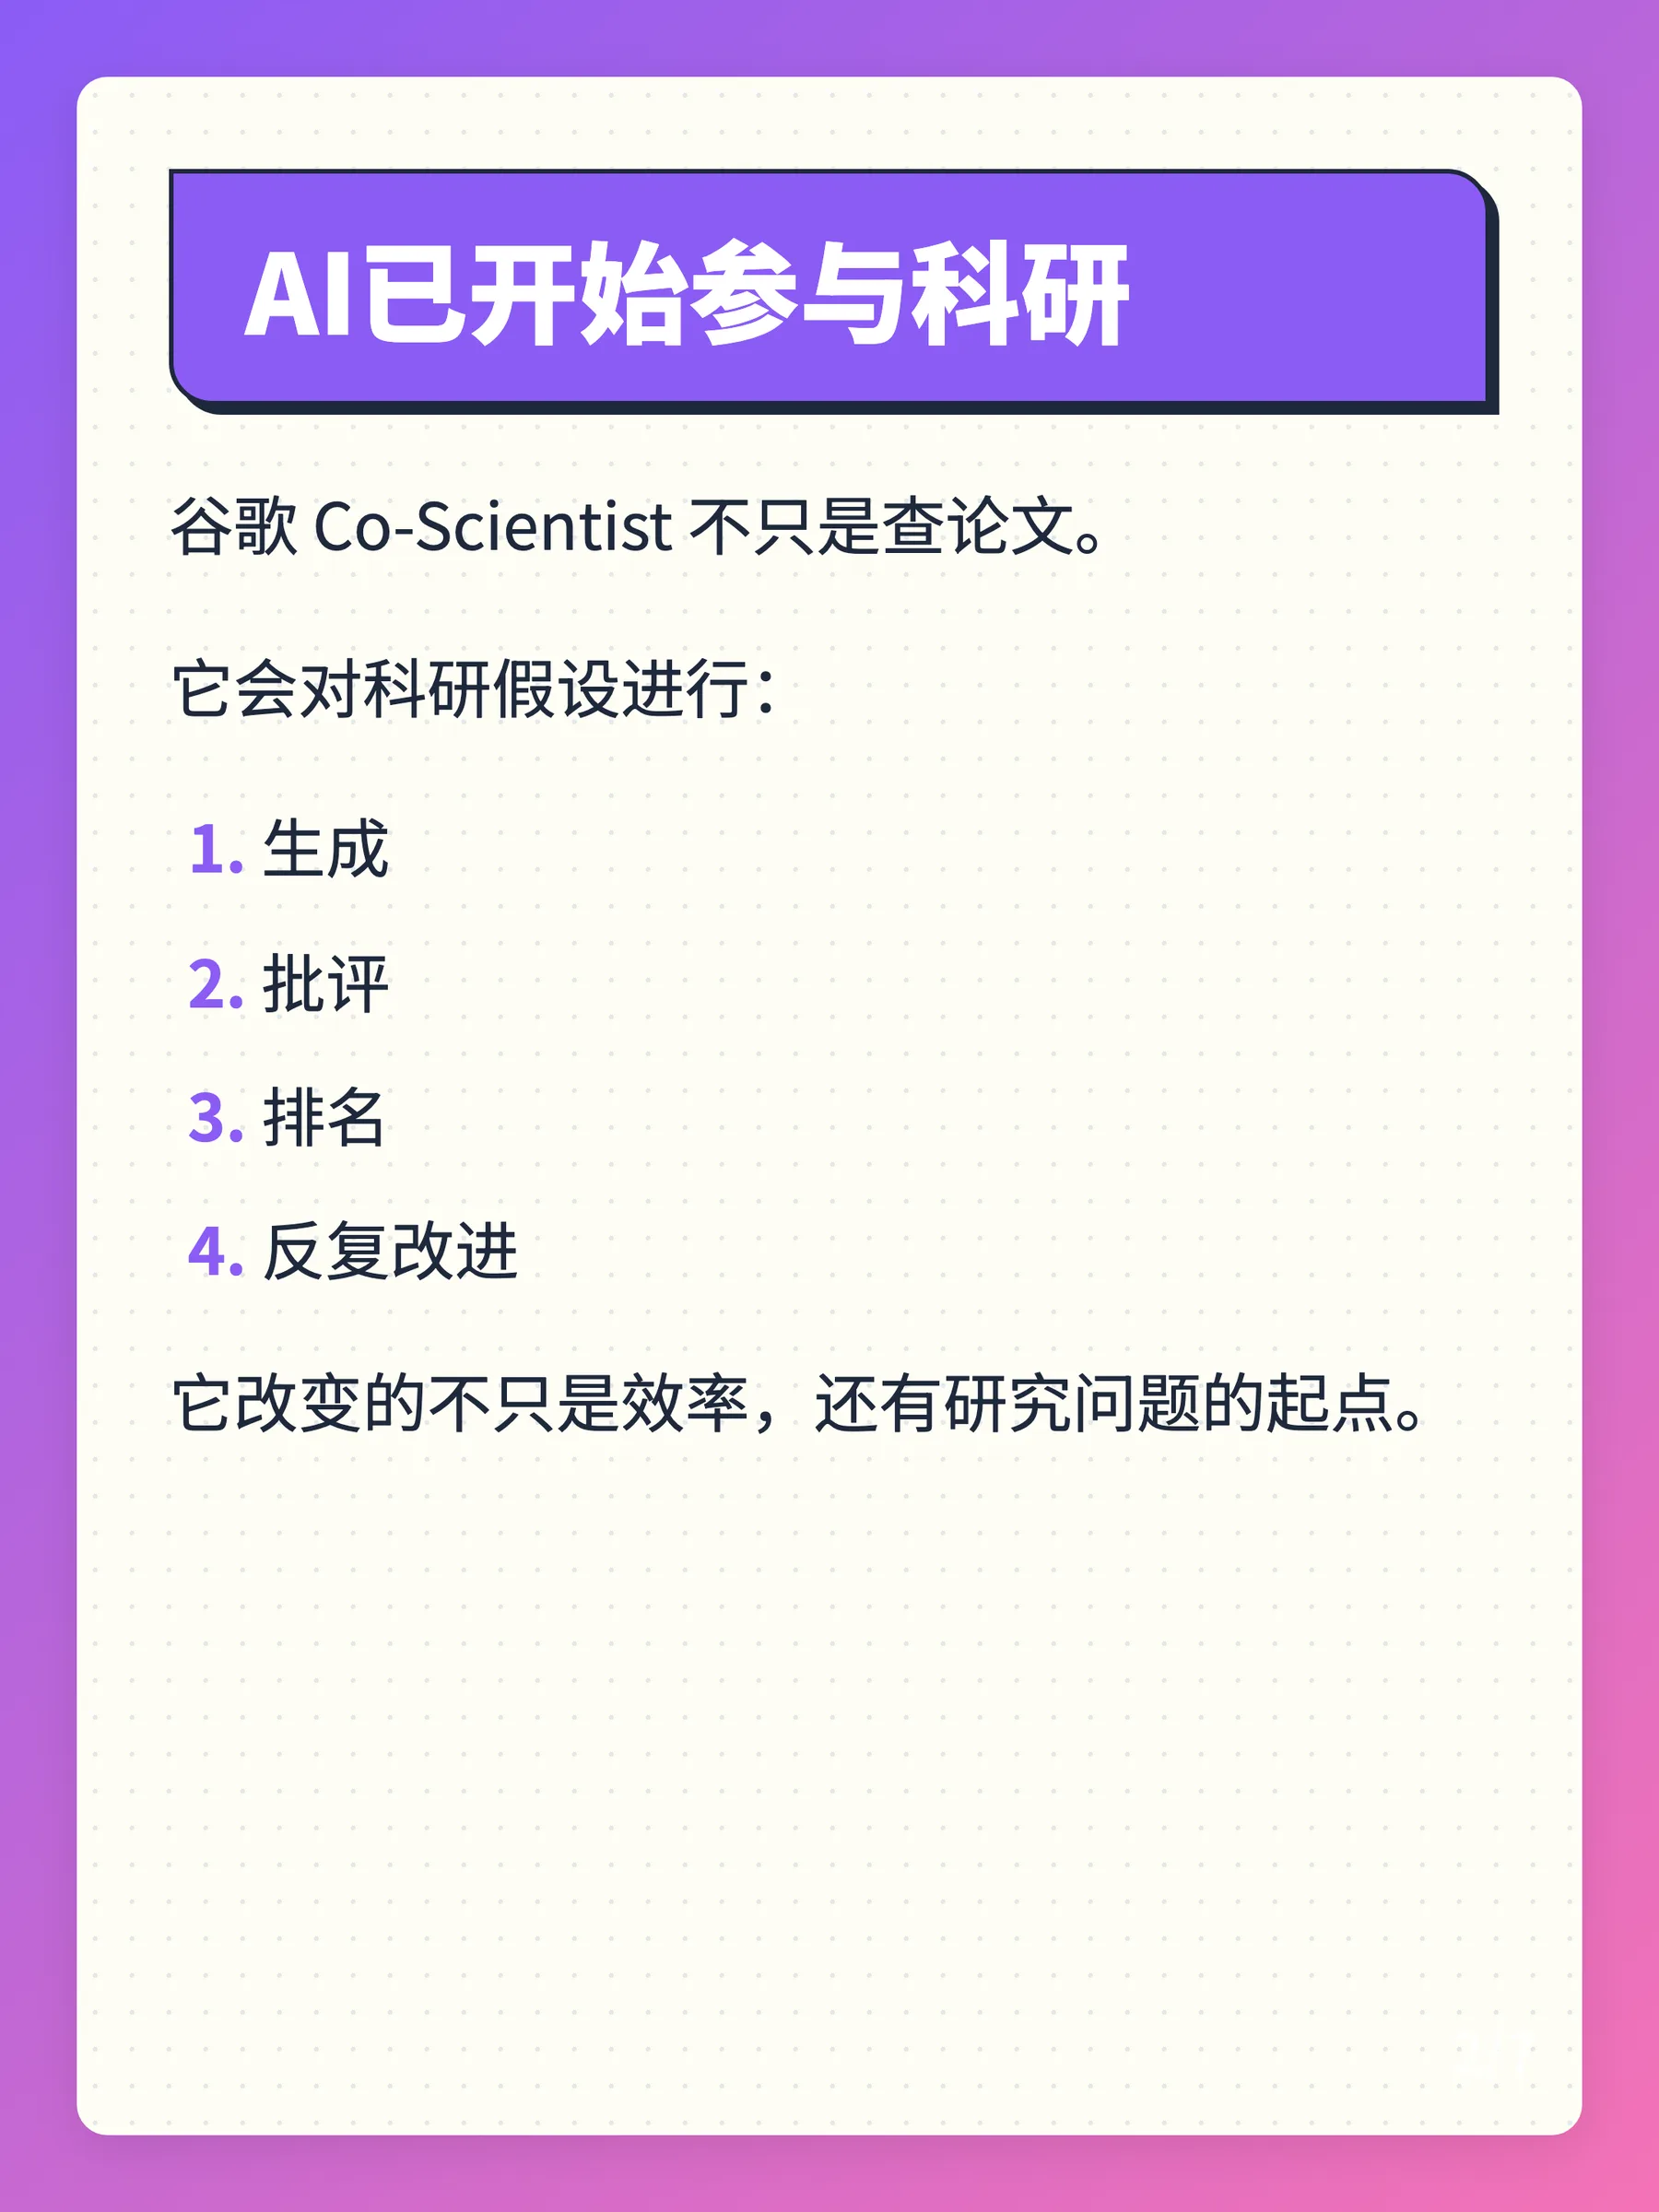 AI已开始参与科研
谷歌 Co-Scientist 不只是查论文。
它会对科研假设进行：
1. 生成
2. 批评
3. 排名
4. 反复改进
它改变的不只是效率，还有研究问题的起点。